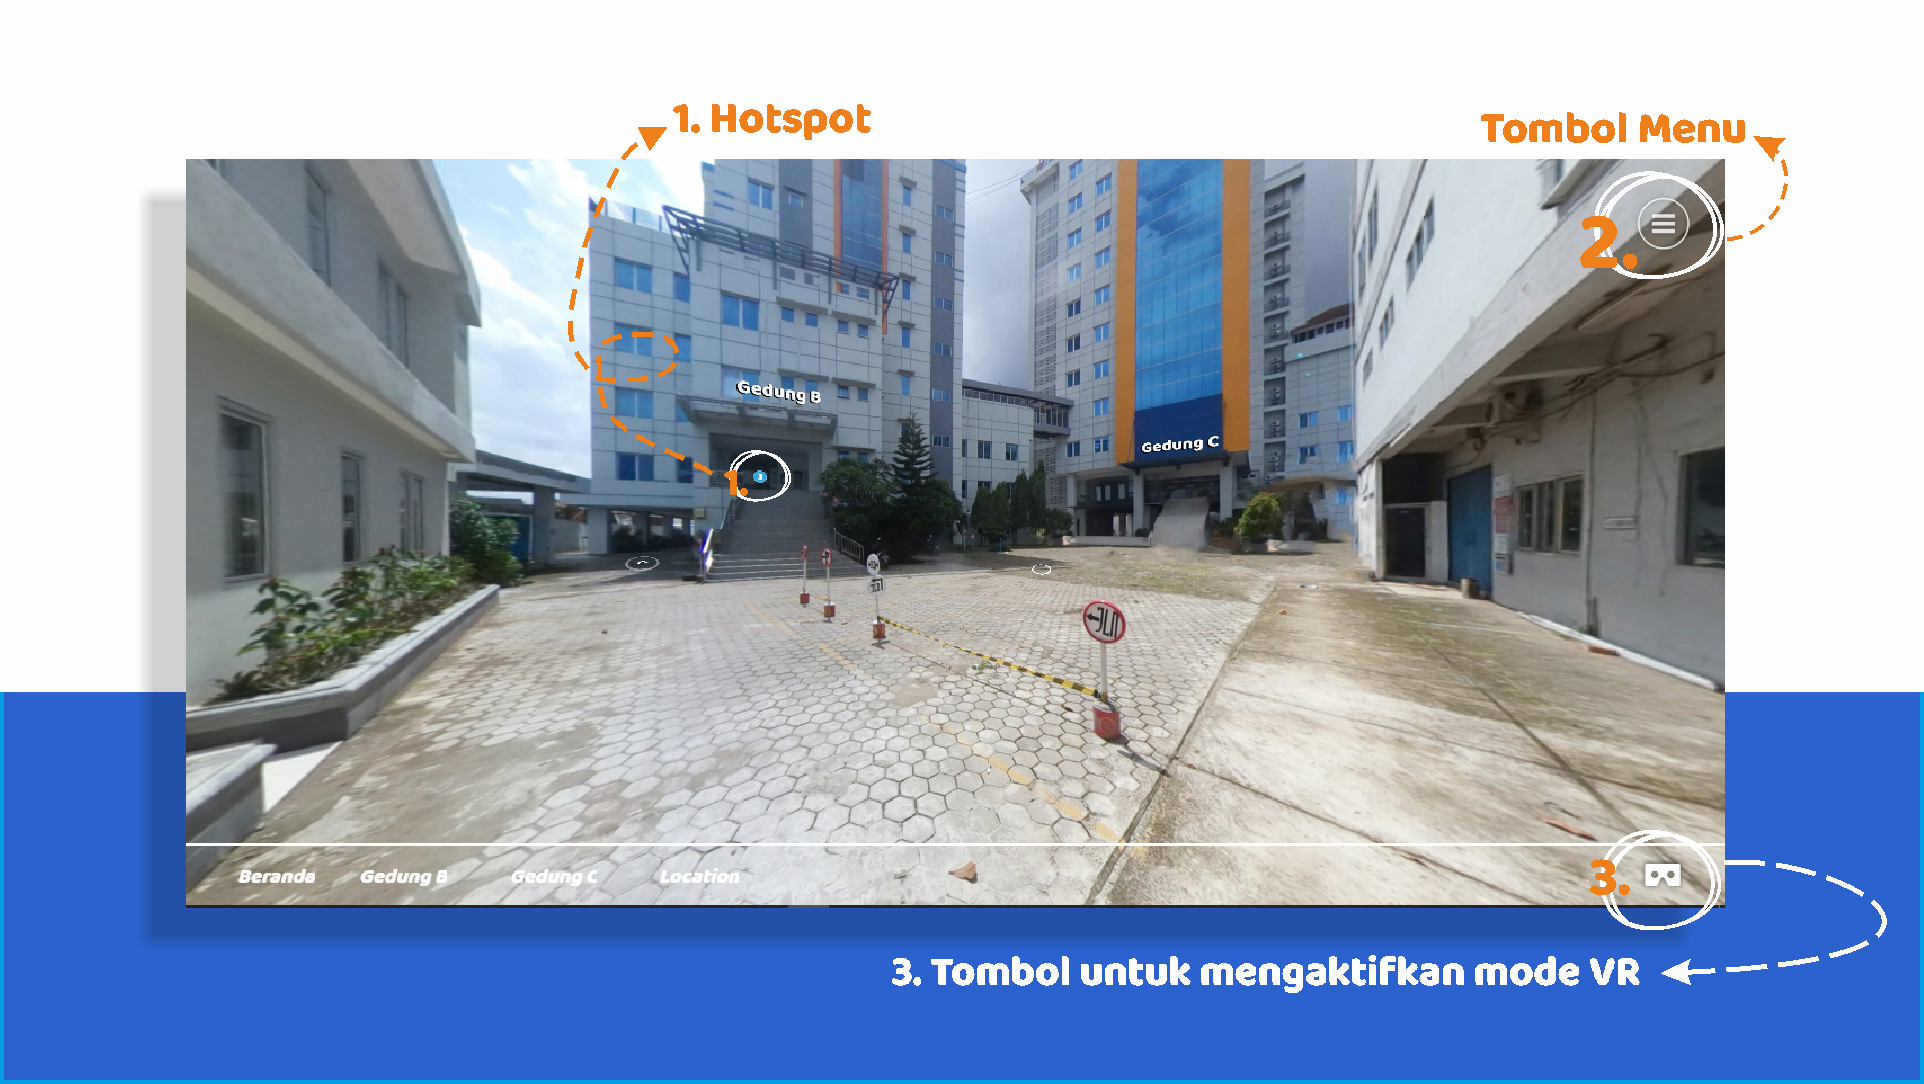 1. Hotspot
Tombol Menu
2.
Gedung B
Gedung C
1.
Beranda
Gedung B
Gedung C
Location
3.
3. Tombol untuk mengaktifkan mode VR